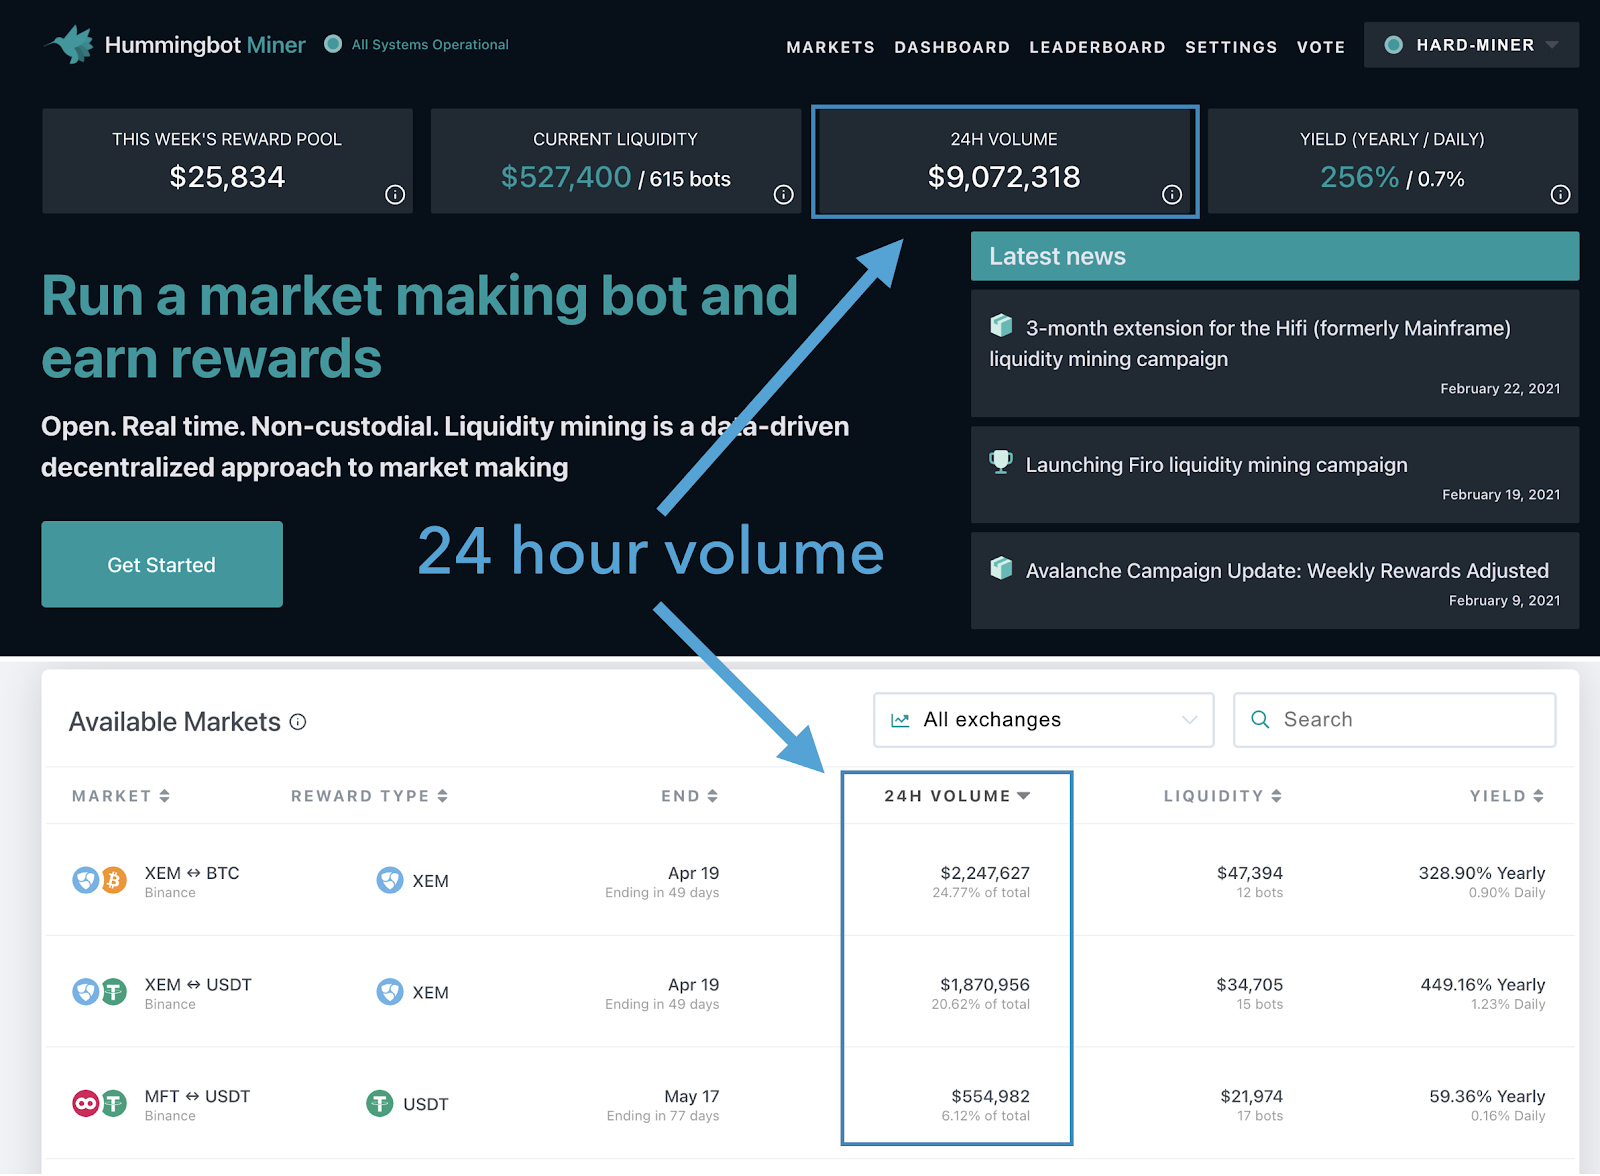 Hummingbot Miner
All Systems Operational
MARKETS DASHBOARD LEADERBOARD SETTINGS VOTE
HARD-MINER
THIS WEEK'S REWARD POOL
$25,834
CURRENT LIQUIDITY
$527,400 / 615 bots
24H VOLUME
$9,072,318
YIELD (YEARLY / DAILY)
256% / 0.7%
Run a market making bot and
earn rewards
Open. Real time. Non-custodial. Liquidity mining is a data-driven
decentralized approach to market making
Get Started
24 hour volume
Latest news
3-month extension for the Hifi (formerly Mainframe)
liquidity mining campaign
February 22, 2021
Launching Firo liquidity mining campaign
February 19, 2021
Avalanche Campaign Update: Weekly Rewards Adjusted
February 9, 2021
Available Markets
All exchanges
Search
MARKET REWARD TYPE END 24H VOLUME LIQUIDITY YIELD
XEM ↔ BTC XEM Apr 19 $2,247,627 $47,394 328.90% Yearly
Binance Ending in 49 days 24.77% of total 12 bots 0.90% Daily
XEM ↔ USDT XEM Apr 19 $1,870,956 $34,705 449.16% Yearly
Binance Ending in 49 days 20.62% of total 15 bots 1.23% Daily
MFT ↔ USDT USDT May 17 $554,982 $21,974 59.36% Yearly
Binance Ending in 77 days 6.12% of total 17 bots 0.16% Daily